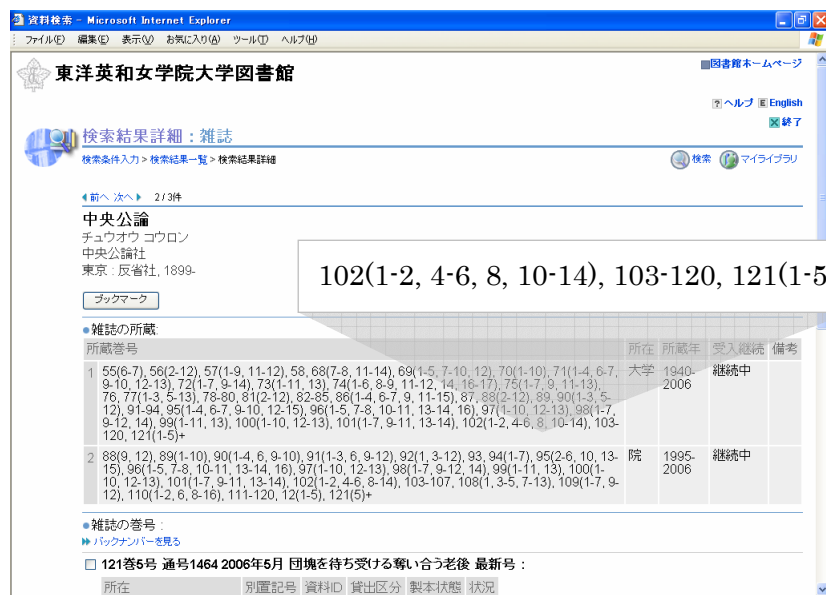 資料検索 - Microsoft Internet Explorer
ファイル(F) 編集(E) 表示(V) お気に入り(A) ツール(T) ヘルプ(H)
東洋英和女学院大学図書館
図書館ホームページ
? ヘルプ E English
終了
検索結果詳細：雑誌
検索条件入力 > 検索結果一覧 > 検索結果詳細
検索 マイライブラリ
前へ 次へ 2/3件
中央公論
チュウオウ コウロン
中央公論社
東京 : 反省社, 1899-
102(1-2, 4-6, 8, 10-14), 103-120, 121(1-5
ブックマーク
●雑誌の所蔵:
所蔵巻号 所在 所蔵年 受入継続 備考
1 55(6-7), 56(2-12), 57(1-9, 11-12), 58, 68(7-8, 11-14), 69(1-5, 7-10, 12), 70(1-10), 71(1-4, 6-7, 大学 1940- 継続中
9-10, 12-13), 72(1-7, 9-14), 73(1-11, 13), 74(1-6, 8-9, 11-12, 14, 16-17), 75(1-7, 9, 11-13), 2006
76, 77(1-3, 5-13), 78-80, 81(2-12), 82-85, 86(1-4, 6-7, 9, 11-15), 87, 88(2-12), 89, 90(1-3, 5-
12), 91-94, 95(1-4, 6-7, 9-10, 12-15), 96(1-5, 7-8, 10-11, 13-14, 16), 97(1-10, 12-13), 98(1-7,
9-12, 14), 99(1-11, 13), 100(1-10, 12-13), 101(1-7, 9-11, 13-14), 102(1-2, 4-6, 8, 10-14), 103-
120, 121(1-5)+
2 88(9, 12), 89(1-10), 90(1-4, 6, 9-10), 91(1-3, 6, 9-12), 92(1, 3-12), 93, 94(1-7), 95(2-6, 10, 13- 院 1995- 継続中
15), 96(1-5, 7-8, 10-11, 13-14, 16), 97(1-10, 12-13), 98(1-7, 9-12, 14), 99(1-11, 13), 100(1- 2006
10, 12-13), 101(1-7, 9-11, 13-14), 102(1-2, 4-6, 8-14), 103-107, 108(1, 3-5, 7-13), 109(1-7, 9-
12), 110(1-2, 6, 8-16), 111-120, 12(1-5), 121(5)+
●雑誌の巻号 :
バックナンバーを見る
121巻5号 通号1464 2006年5月 団塊を待ち受ける奪い合う老後 最新号 :
所在 別置記号 資料ID 貸出区分 製本状態 状況